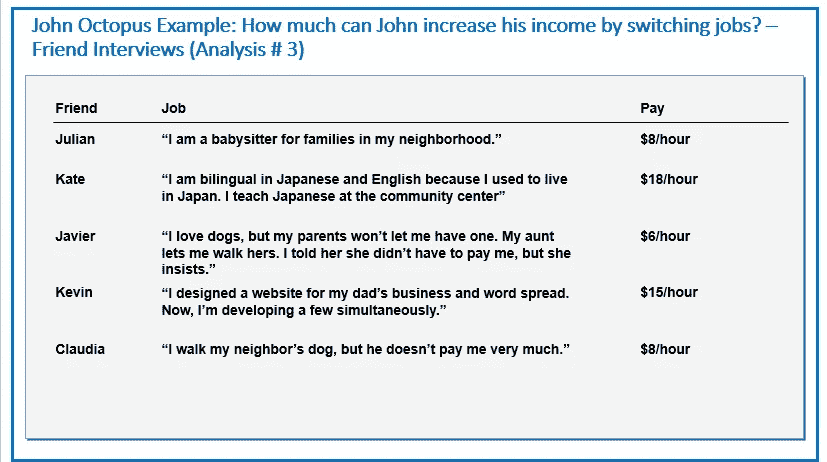 John Octopus Example: How much can John increase his income by switching jobs? –
Friend Interviews (Analysis # 3)
Friend Job Pay
Julian “I am a babysitter for families in my neighborhood.” $8/hour
Kate “I am bilingual in Japanese and English because I used to live $18/hour
in Japan. I teach Japanese at the community center”
Javier “I love dogs, but my parents won’t let me have one. My aunt $6/hour
lets me walk hers. I told her she didn’t have to pay me, but she
insists.”
Kevin “I designed a website for my dad’s business and word spread. $15/hour
Now, I’m developing a few simultaneously.”
Claudia “I walk my neighbor’s dog, but he doesn’t pay me very much.” $8/hour